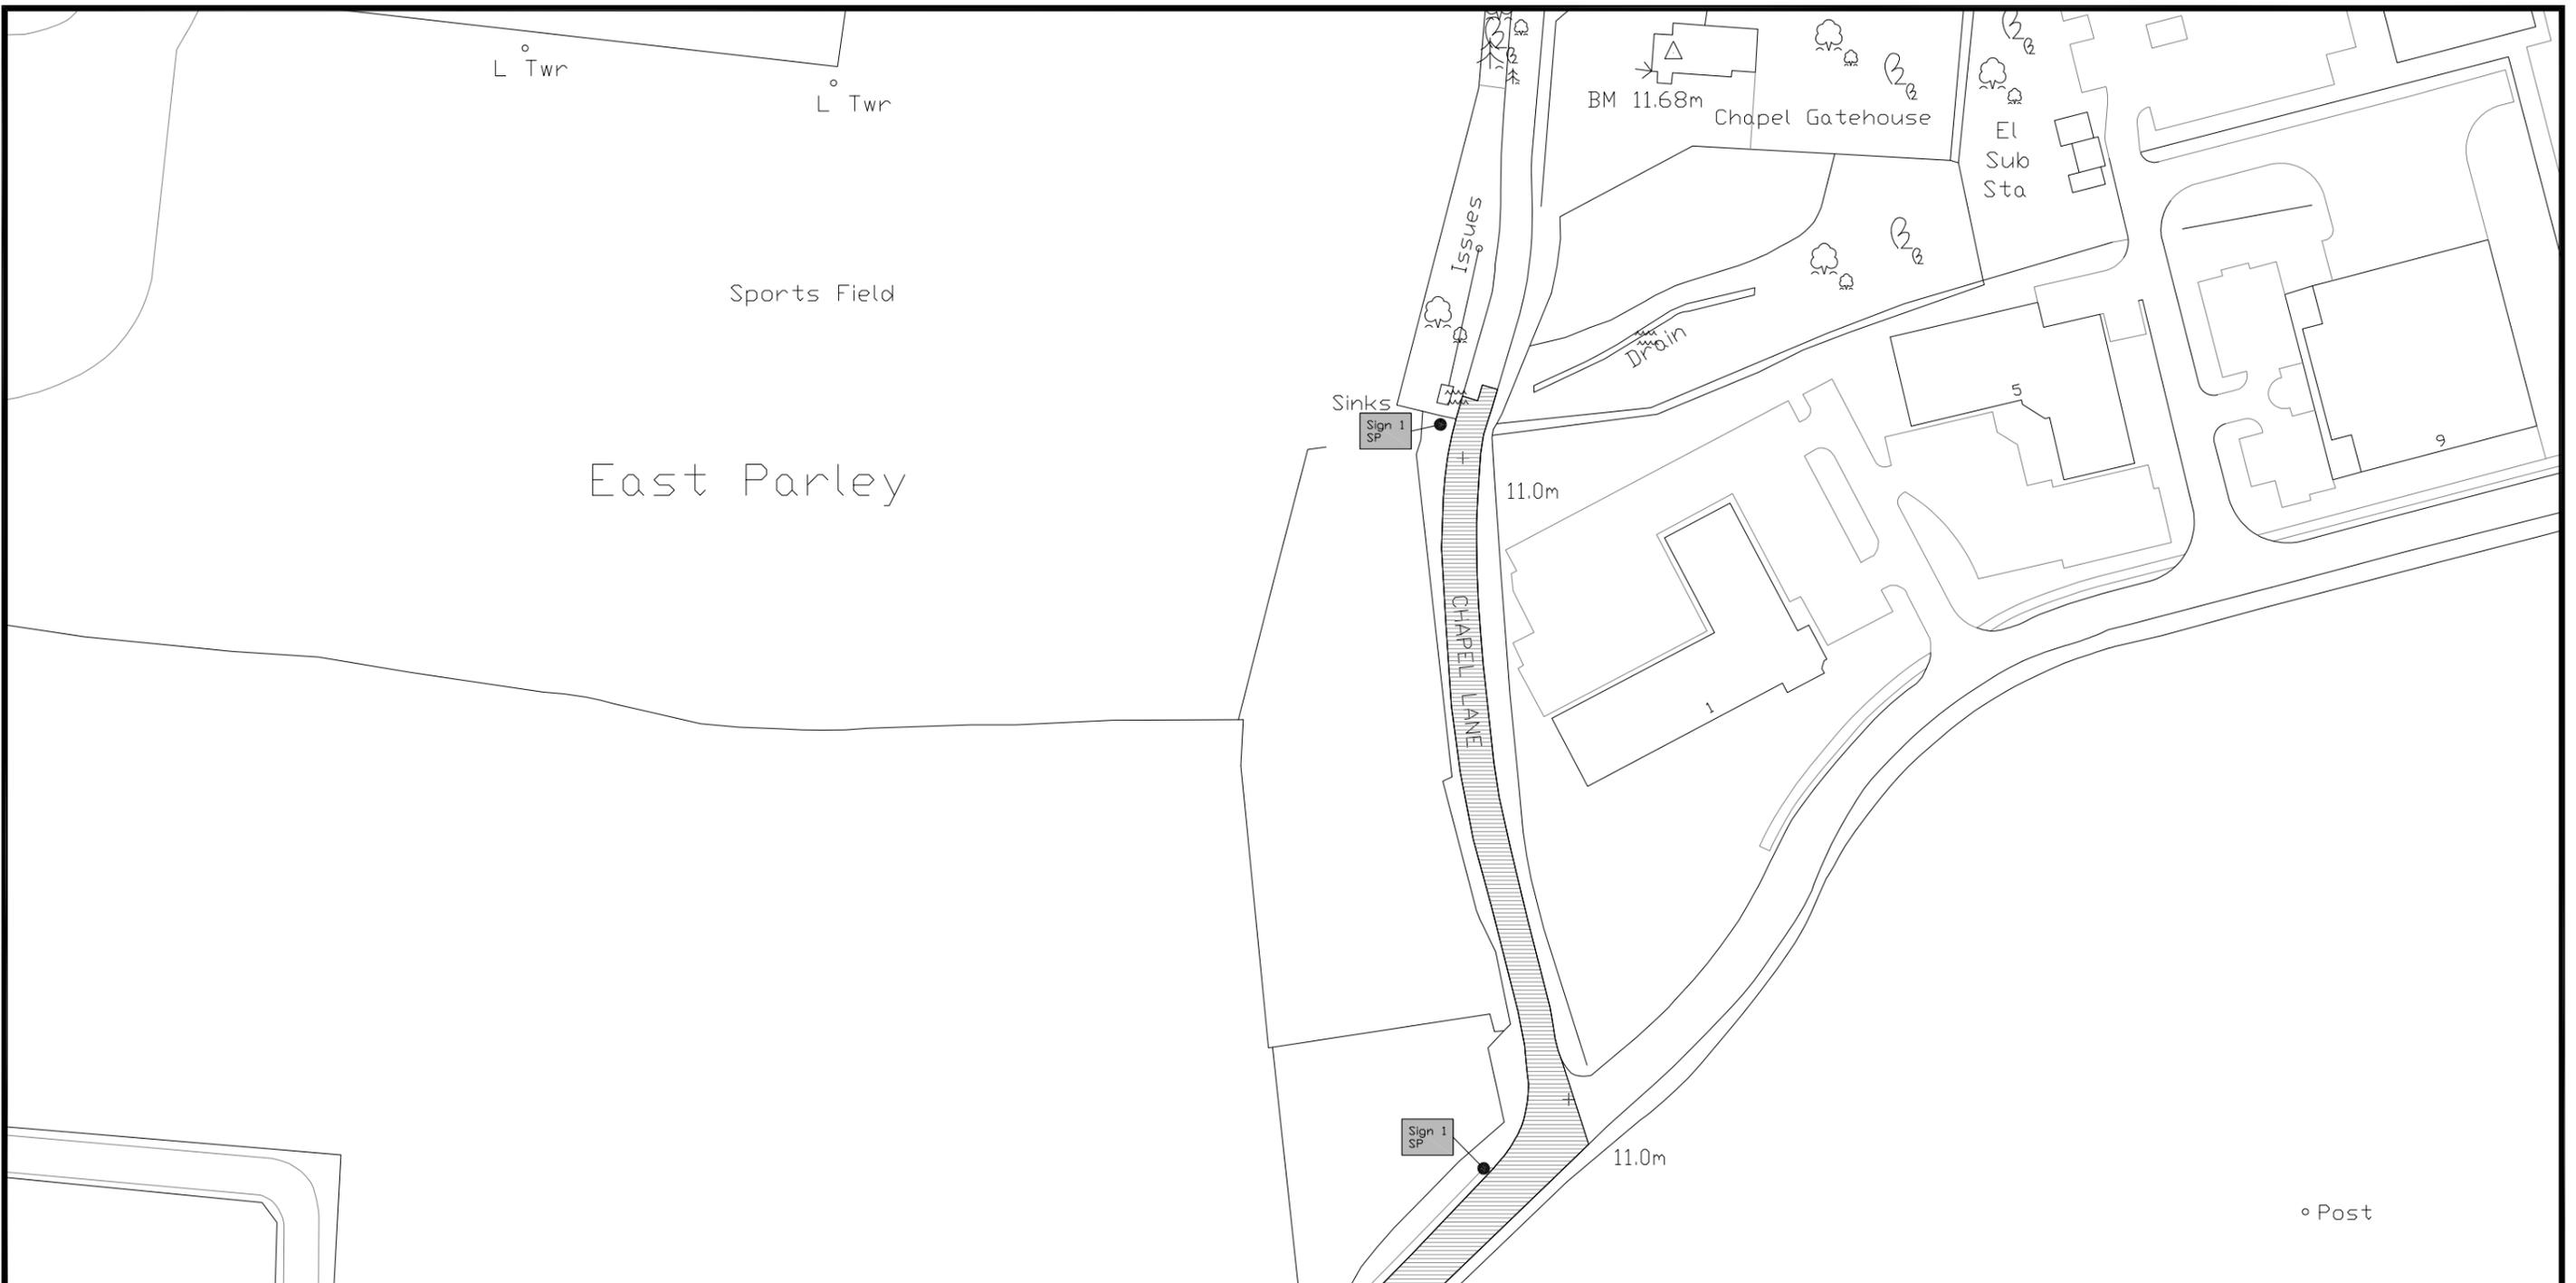 L Twr
L Twr
BM 11.68m
Chapel Gatehouse
El
Sub
Sta
Issues
Sports Field
Drain
Sinks
Sign 1
SP
5
9
East Parley
11.0m
CHAPEL LANE
1
Sign 1
SP
11.0m
Post